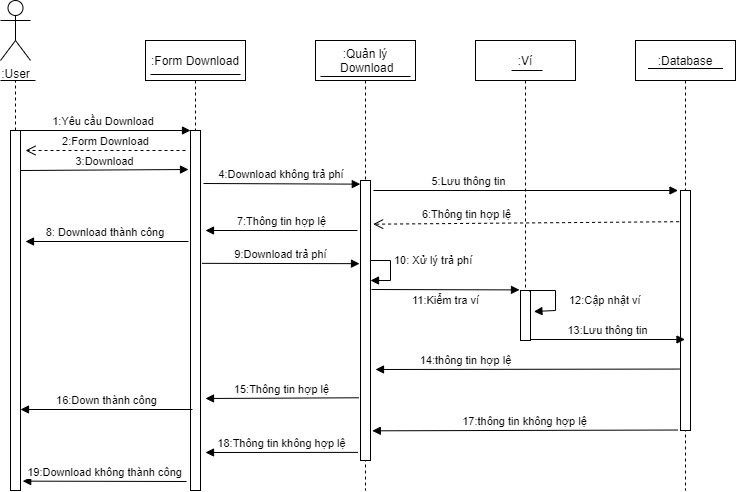 :User
:Form Download
:Quản lý
Download
:Ví
:Database
1:Yêu cầu Download
2:Form Download
3:Download
4:Download không trả phí
5:Lưu thông tin
6:Thông tin hợp lệ
7:Thông tin hợp lệ
8: Download thành công
9:Download trả phí
10: Xử lý trả phí
11:Kiểm tra ví
12:Cập nhật ví
13:Lưu thông tin
14:thông tin hợp lệ
15:Thông tin hợp lệ
16:Down thành công
17:thông tin không hợp lệ
18:Thông tin không hợp lệ
19:Download không thành công